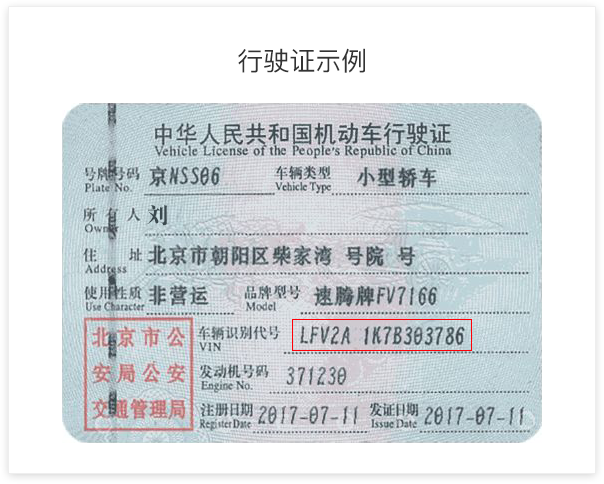 行驶证示例
中华人民共和国机动车行驶证
Vehicle License of the People's Republic of China
号牌号码 京NSS06 车辆类型 小型轿车
Plate No. Vehicle Type
所有人 刘
Owner
住址 北京市朝阳区柴家湾 号院 号
Address
使用性质 非营运 品牌型号 速腾牌FV7166
Use Character Model
北京市公安局公安交通管理局
车辆识别代号 LFV2A 1K7B303786
VIN
发动机号码 371230
Engine No.
注册日期 2017-07-11 发证日期 2017-07-11
Register Date Issue Date